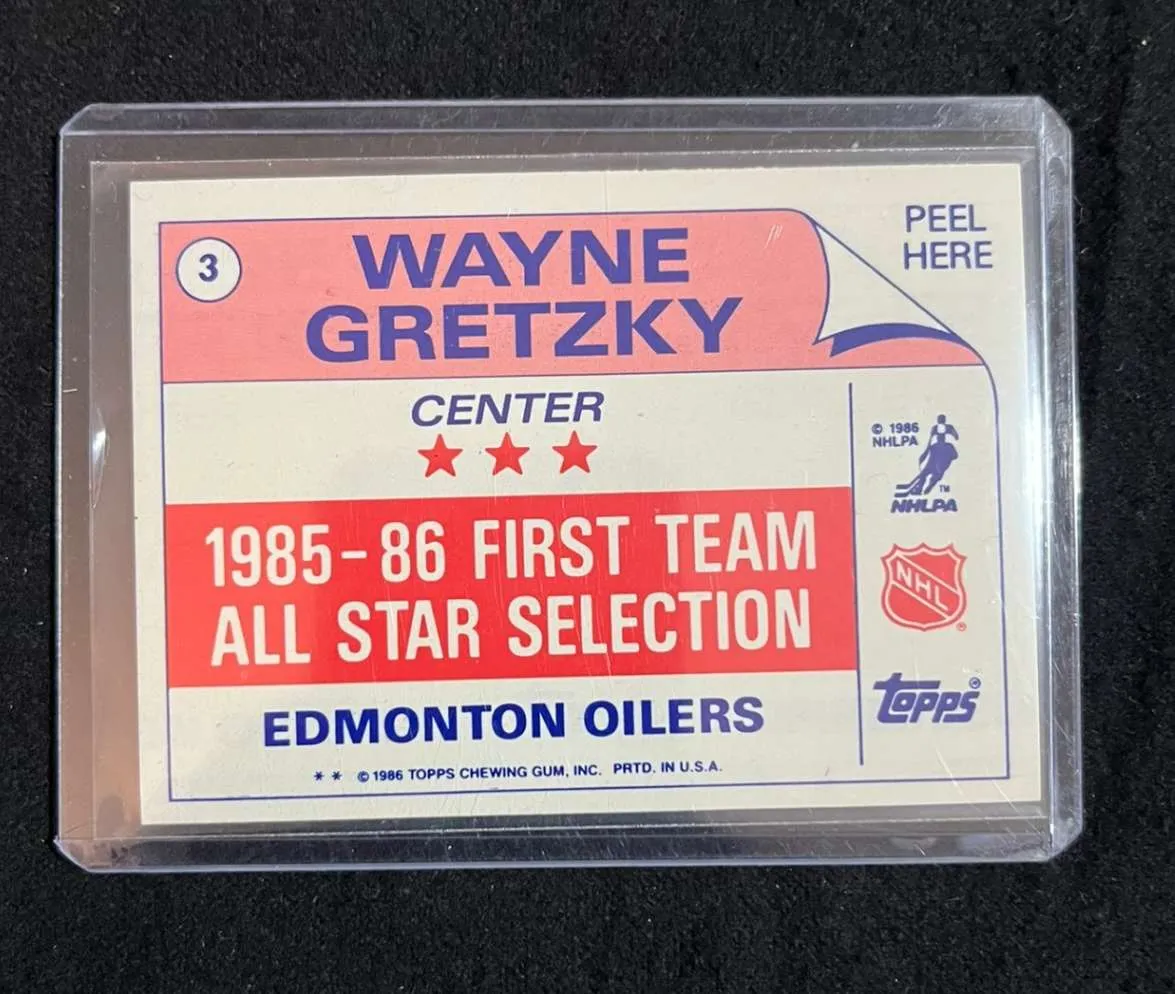 3
WAYNE
GRETZKY
PEEL
HERE
CENTER
★ ★ ★
1985-86 FIRST TEAM
ALL STAR SELECTION
EDMONTON OILERS
* * © 1986 TOPPS CHEWING GUM, INC. PRTD. IN U.S.A.
© 1986
NHLPA
TM
NHLPA
NHL
®
topps®